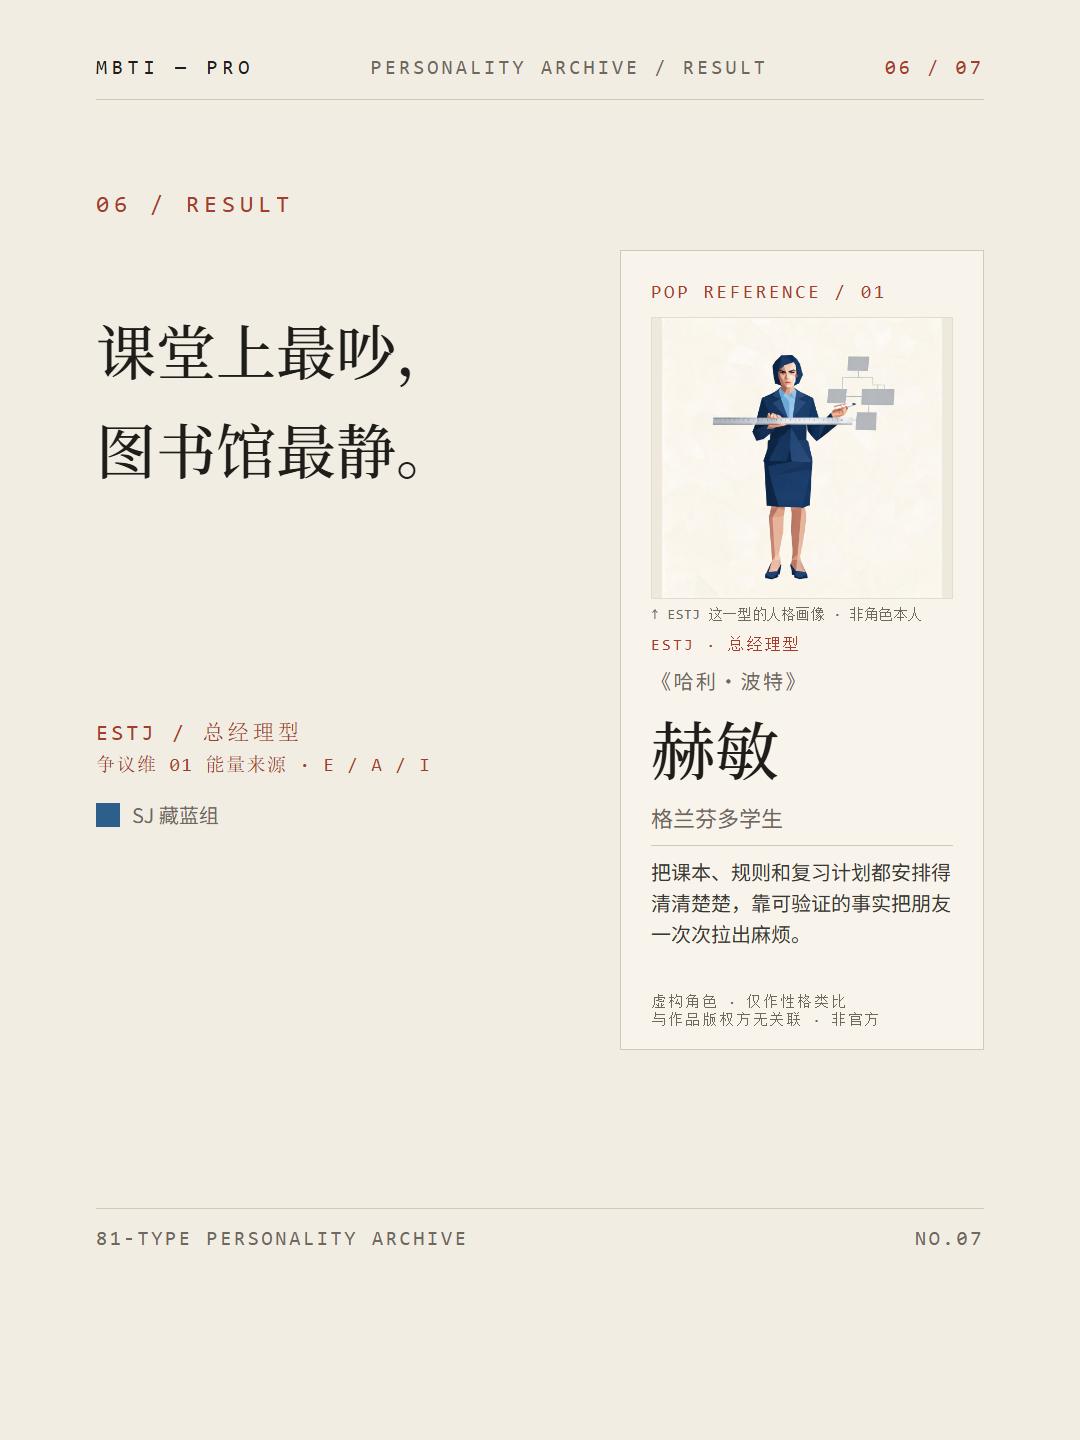 MBTI — PRO
PERSONALITY ARCHIVE / RESULT
06 / 07
06 / RESULT
课堂上最吵，
图书馆最静。
ESTJ / 总经理型
争议维 01 能量来源 · E / A / I
SJ 藏蓝组
POP REFERENCE / 01
↑ ESTJ 这一型的人格画像 · 非角色本人
ESTJ · 总经理型
《哈利·波特》
赫敏
格兰芬多学生
把课本、规则和复习计划都安排得
清清楚楚，靠可验证的事实把朋友
一次次拉出麻烦。
虚构角色 · 仅作性格类比
与作品版权方无关联 · 非官方
81-TYPE PERSONALITY ARCHIVE
NO.07